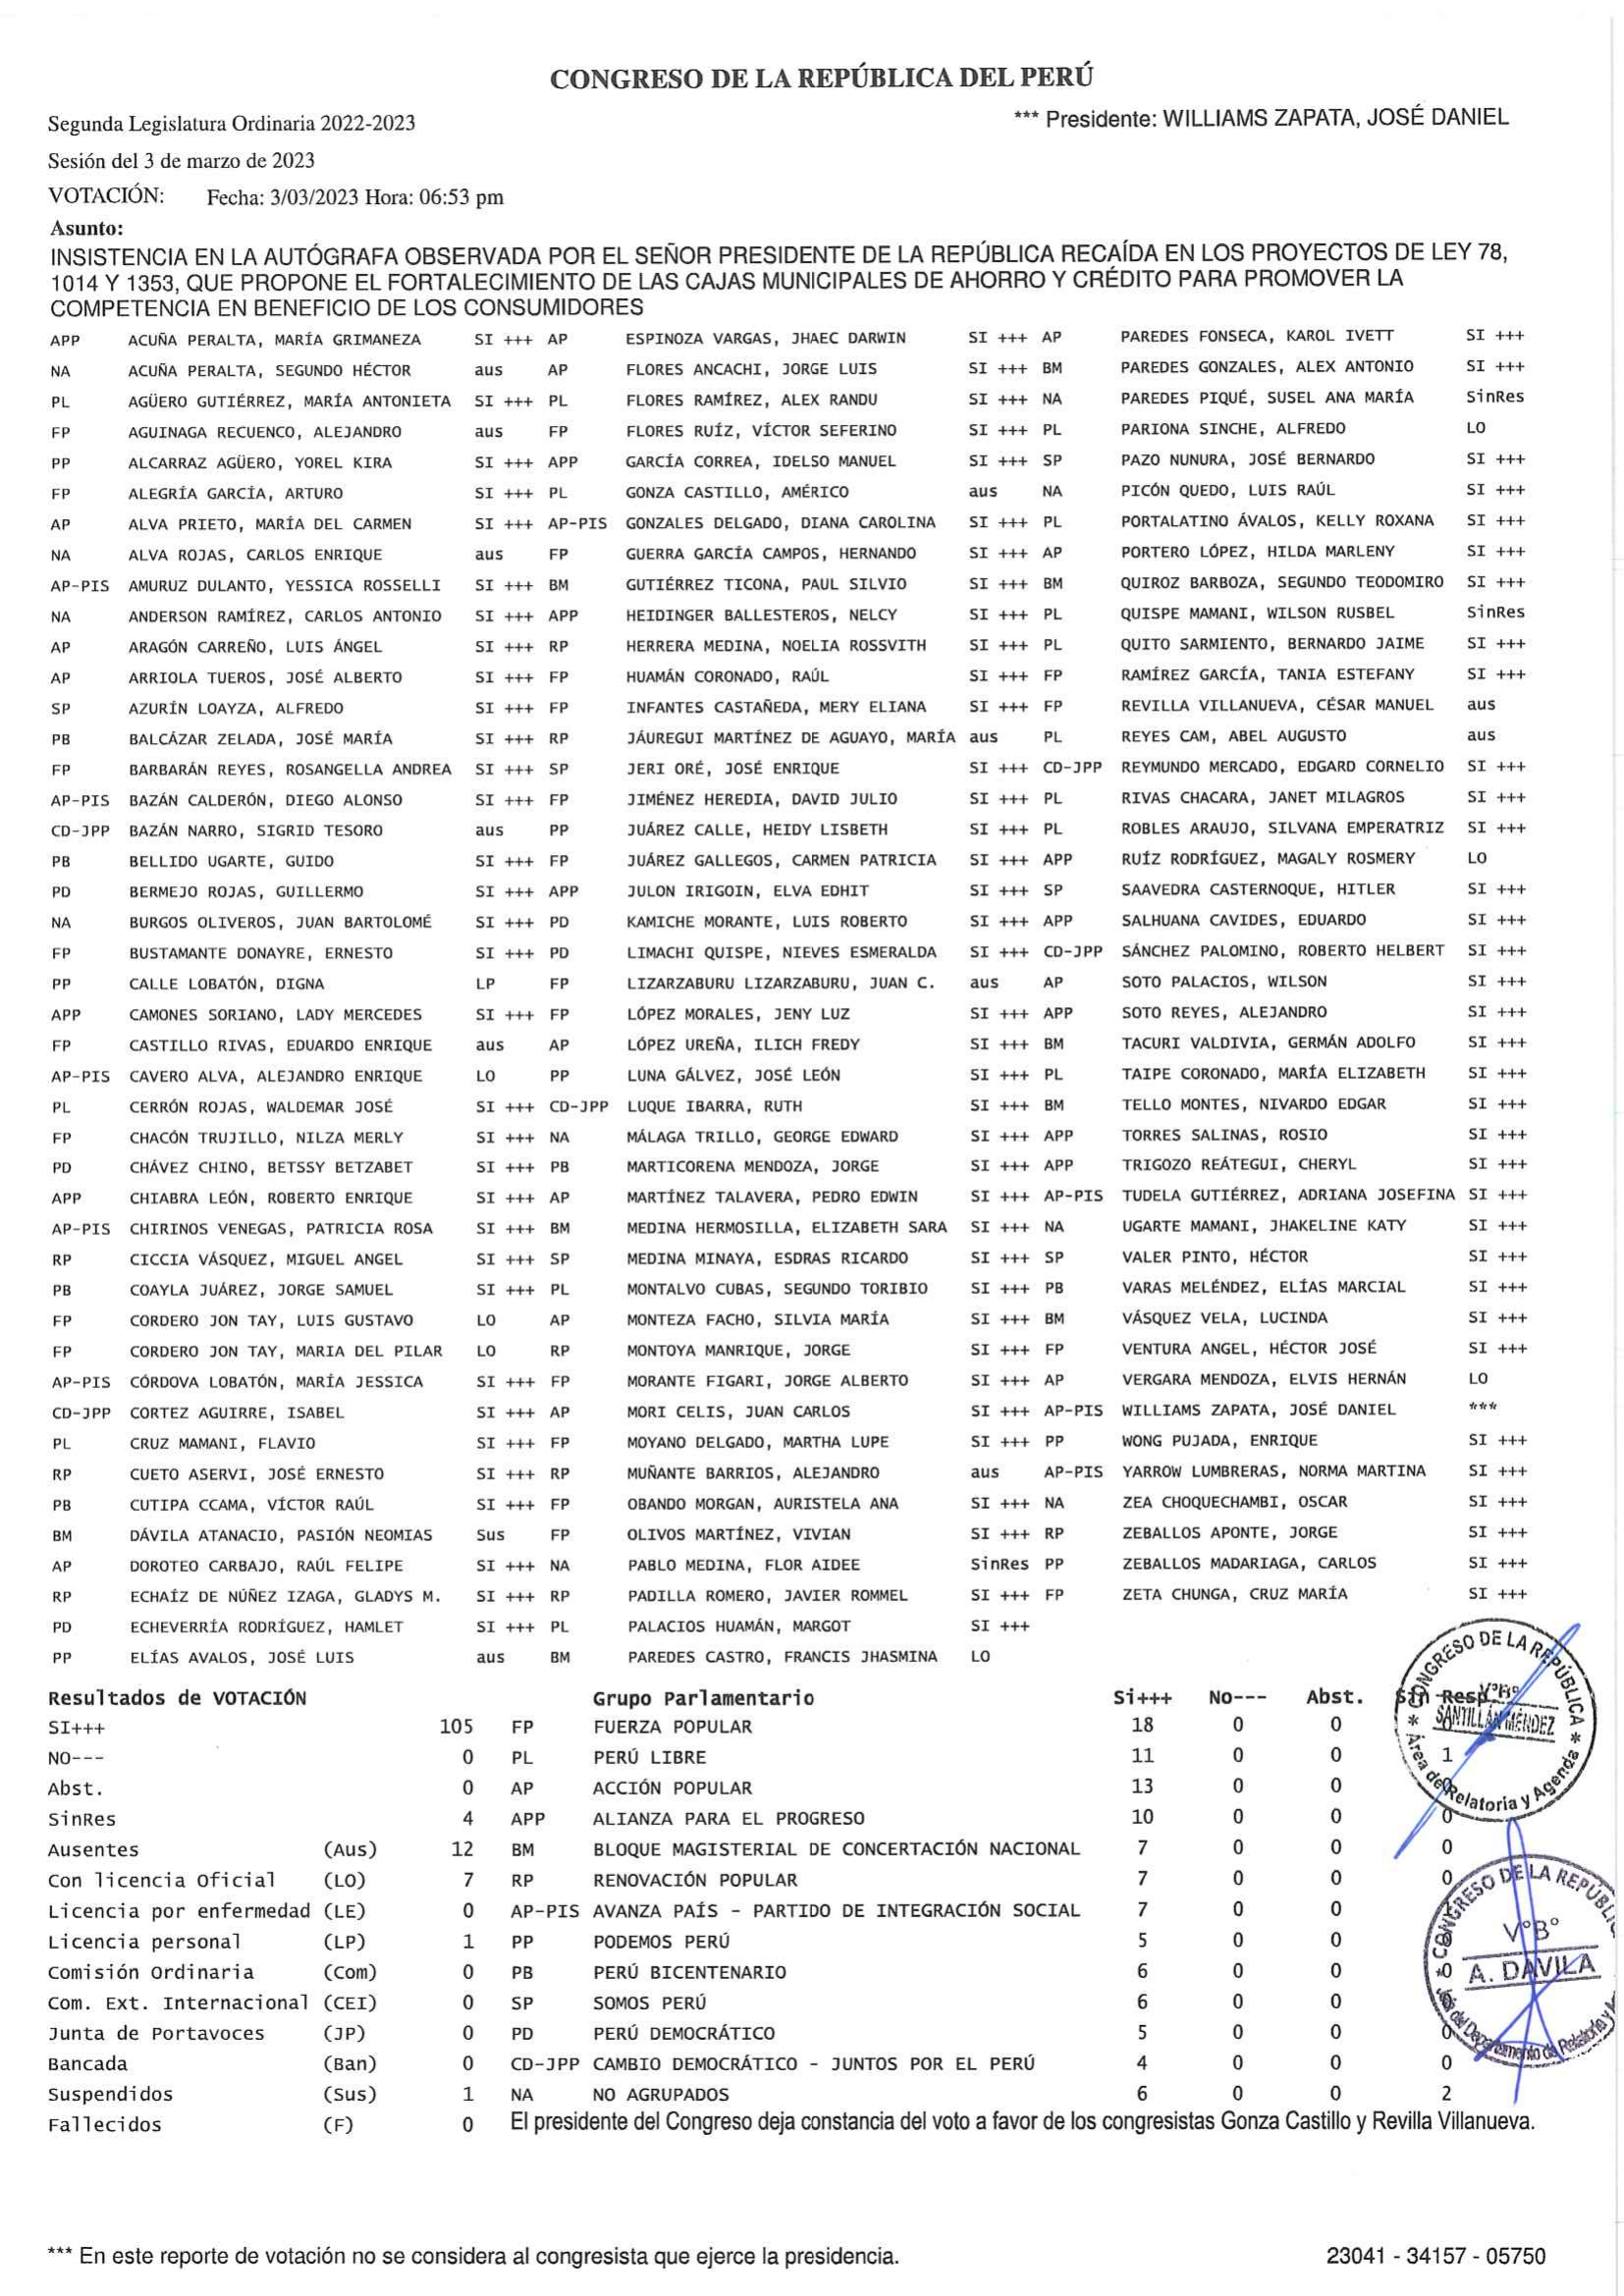 CONGRESO DE LA REPÚBLICA DEL PERÚ
Segunda Legislatura Ordinaria 2022-2023 *** Presidente: WILLIAMS ZAPATA, JOSÉ DANIEL
Sesión del 3 de marzo de 2023
VOTACIÓN: Fecha: 3/03/2023 Hora: 06:53 pm
Asunto:
INSISTENCIA EN LA AUTÓGRAFA OBSERVADA POR EL SEÑOR PRESIDENTE DE LA REPÚBLICA RECAÍDA EN LOS PROYECTOS DE LEY 78,
1014 Y 1353, QUE PROPONE EL FORTALECIMIENTO DE LAS CAJAS MUNICIPALES DE AHORRO Y CRÉDITO PARA PROMOVER LA
COMPETENCIA EN BENEFICIO DE LOS CONSUMIDORES
APP ACUÑA PERALTA, MARÍA GRIMANEZA SI +++ AP ESPINOZA VARGAS, JHAEC DARWIN SI +++ AP PAREDES FONSECA, KAROL IVETT SI +++
NA ACUÑA PERALTA, SEGUNDO HÉCTOR aus AP FLORES ANCACHI, JORGE LUIS SI +++ BM PAREDES GONZALES, ALEX ANTONIO SI +++
PL AGÜERO GUTIÉRREZ, MARÍA ANTONIETA SI +++ PL FLORES RAMÍREZ, ALEX RANDU SI +++ NA PAREDES PIQUÉ, SUSEL ANA MARÍA SinRes
FP AGUINAGA RECUENCO, ALEJANDRO aus FP FLORES RUÍZ, VÍCTOR SEFERINO SI +++ PL PARIONA SINCHE, ALFREDO LO
PP ALCARRAZ AGÜERO, YOREL KIRA SI +++ APP GARCÍA CORREA, IDELSO MANUEL SI +++ SP PAZO NUNURA, JOSÉ BERNARDO SI +++
FP ALEGRÍA GARCÍA, ARTURO SI +++ PL GONZA CASTILLO, AMÉRICO aus NA PICÓN QUEDO, LUIS RAÚL SI +++
AP ALVA PRIETO, MARÍA DEL CARMEN SI +++ AP-PIS GONZALES DELGADO, DIANA CAROLINA SI +++ PL PORTALATINO ÁVALOS, KELLY ROXANA SI +++
NA ALVA ROJAS, CARLOS ENRIQUE aus FP GUERRA GARCÍA CAMPOS, HERNANDO SI +++ AP PORTERO LÓPEZ, HILDA MARLENY SI +++
AP-PIS AMURUZ DULANTO, YESSICA ROSSELLI SI +++ BM GUTIÉRREZ TICONA, PAUL SILVIO SI +++ BM QUIROZ BARBOZA, SEGUNDO TEODOMIRO SI +++
NA ANDERSON RAMÍREZ, CARLOS ANTONIO SI +++ APP HEIDINGER BALLESTEROS, NELCY SI +++ PL QUISPE MAMANI, WILSON RUSBEL SinRes
AP ARAGÓN CARREÑO, LUIS ÁNGEL SI +++ RP HERRERA MEDINA, NOELIA ROSSVITH SI +++ PL QUITO SARMIENTO, BERNARDO JAIME SI +++
AP ARRIOLA TUEROS, JOSÉ ALBERTO SI +++ FP HUAMÁN CORONADO, RAÚL SI +++ FP RAMÍREZ GARCÍA, TANIA ESTEFANY SI +++
SP AZURÍN LOAYZA, ALFREDO SI +++ FP INFANTES CASTAÑEDA, MERY ELIANA SI +++ FP REVILLA VILLANUEVA, CÉSAR MANUEL aus
PB BALCÁZAR ZELADA, JOSÉ MARÍA SI +++ RP JÁUREGUI MARTÍNEZ DE AGUAYO, MARÍA aus PL REYES CAM, ABEL AUGUSTO aus
FP BARBARÁN REYES, ROSANGELLA ANDREA SI +++ SP JERI ORÉ, JOSÉ ENRIQUE SI +++ CD-JPP REYMUNDO MERCADO, EDGARD CORNELIO SI +++
AP-PIS BAZÁN CALDERÓN, DIEGO ALONSO SI +++ FP JIMÉNEZ HEREDIA, DAVID JULIO SI +++ PL RIVAS CHACARA, JANET MILAGROS SI +++
CD-JPP BAZÁN NARRO, SIGRID TESORO aus PP JUÁREZ CALLE, HEIDY LISBETH SI +++ PL ROBLES ARAUJO, SILVANA EMPERATRIZ SI +++
PB BELLIDO UGARTE, GUIDO SI +++ FP JUÁREZ GALLEGOS, CARMEN PATRICIA SI +++ APP RUÍZ RODRÍGUEZ, MAGALY ROSMERY LO
PD BERMEJO ROJAS, GUILLERMO SI +++ APP JULON IRIGOIN, ELVA EDHIT SI +++ SP SAAVEDRA CASTERNOQUE, HITLER SI +++
NA BURGOS OLIVEROS, JUAN BARTOLOMÉ SI +++ PD KAMICHE MORANTE, LUIS ROBERTO SI +++ APP SALHUANA CAVIDES, EDUARDO SI +++
FP BUSTAMANTE DONAYRE, ERNESTO SI +++ PD LIMACHI QUISPE, NIEVES ESMERALDA SI +++ CD-JPP SÁNCHEZ PALOMINO, ROBERTO HELBERT SI +++
PP CALLE LOBATÓN, DIGNA LP FP LIZARZABURU LIZARZABURU, JUAN C. aus AP SOTO PALACIOS, WILSON SI +++
APP CAMONES SORIANO, LADY MERCEDES SI +++ FP LÓPEZ MORALES, JENY LUZ SI +++ APP SOTO REYES, ALEJANDRO SI +++
FP CASTILLO RIVAS, EDUARDO ENRIQUE aus AP LÓPEZ UREÑA, ILICH FREDY SI +++ BM TACURI VALDIVIA, GERMÁN ADOLFO SI +++
AP-PIS CAVERO ALVA, ALEJANDRO ENRIQUE LO PP LUNA GÁLVEZ, JOSÉ LEÓN SI +++ PL TAIPE CORONADO, MARÍA ELIZABETH SI +++
PL CERRÓN ROJAS, WALDEMAR JOSÉ SI +++ CD-JPP LUQUE IBARRA, RUTH SI +++ BM TELLO MONTES, NIVARDO EDGAR SI +++
FP CHACÓN TRUJILLO, NILZA MERLY SI +++ NA MÁLAGA TRILLO, GEORGE EDWARD SI +++ APP TORRES SALINAS, ROSIO SI +++
PD CHÁVEZ CHINO, BETSSY BETZABET SI +++ PB MARTICORENA MENDOZA, JORGE SI +++ APP TRIGOZO REÁTEGUI, CHERYL SI +++
APP CHIABRA LEÓN, ROBERTO ENRIQUE SI +++ AP MARTÍNEZ TALAVERA, PEDRO EDWIN SI +++ AP-PIS TUDELA GUTIÉRREZ, ADRIANA JOSEFINA SI +++
AP-PIS CHIRINOS VENEGAS, PATRICIA ROSA SI +++ BM MEDINA HERMOSILLA, ELIZABETH SARA SI +++ NA UGARTE MAMANI, JHAKELINE KATY SI +++
RP CICCIA VÁSQUEZ, MIGUEL ANGEL SI +++ SP MEDINA MINAYA, ESDRAS RICARDO SI +++ SP VALER PINTO, HÉCTOR SI +++
PB COAYLA JUÁREZ, JORGE SAMUEL SI +++ PL MONTALVO CUBAS, SEGUNDO TORIBIO SI +++ PB VARAS MELÉNDEZ, ELÍAS MARCIAL SI +++
FP CORDERO JON TAY, LUIS GUSTAVO LO AP MONTEZA FACHO, SILVIA MARÍA SI +++ BM VÁSQUEZ VELA, LUCINDA SI +++
FP CORDERO JON TAY, MARIA DEL PILAR LO RP MONTOYA MANRIQUE, JORGE SI +++ FP VENTURA ANGEL, HÉCTOR JOSÉ SI +++
AP-PIS CÓRDOVA LOBATÓN, MARÍA JESSICA SI +++ FP MORANTE FIGARI, JORGE ALBERTO SI +++ AP VERGARA MENDOZA, ELVIS HERNÁN LO
CD-JPP CORTEZ AGUIRRE, ISABEL SI +++ AP MORI CELIS, JUAN CARLOS SI +++ AP-PIS WILLIAMS ZAPATA, JOSÉ DANIEL ***
PL CRUZ MAMANI, FLAVIO SI +++ FP MOYANO DELGADO, MARTHA LUPE SI +++ PP WONG PUJADA, ENRIQUE SI +++
RP CUETO ASERVI, JOSÉ ERNESTO SI +++ RP MUÑANTE BARRIOS, ALEJANDRO aus AP-PIS YARROW LUMBRERAS, NORMA MARTINA SI +++
PB CUTIPA CCAMA, VÍCTOR RAÚL SI +++ FP OBANDO MORGAN, AURISTELA ANA SI +++ NA ZEA CHOQUECHAMBI, OSCAR SI +++
BM DÁVILA ATANACIO, PASIÓN NEOMIAS Sus FP OLIVOS MARTÍNEZ, VIVIAN SI +++ RP ZEBALLOS APONTE, JORGE SI +++
AP DOROTEO CARBAJO, RAÚL FELIPE SI +++ NA PABLO MEDINA, FLOR AIDEE SinRes PP ZEBALLOS MADARIAGA, CARLOS SI +++
RP ECHAÍZ DE NÚÑEZ IZAGA, GLADYS M. SI +++ RP PADILLA ROMERO, JAVIER ROMMEL SI +++ FP ZETA CHUNGA, CRUZ MARÍA SI +++
PD ECHEVERRÍA RODRÍGUEZ, HAMLET SI +++ PL PALACIOS HUAMÁN, MARGOT SI +++
PP ELÍAS AVALOS, JOSÉ LUIS aus BM PAREDES CASTRO, FRANCIS JHASMINA LO
Resultados de VOTACIÓN Grupo Parlamentario Si+++ No--- Abst. Sin Resp.
SI+++ 105 FP FUERZA POPULAR 18 0 0
NO--- 0 PL PERÚ LIBRE 11 0 0 1
Abst. 0 AP ACCIÓN POPULAR 13 0 0 0
SinRes 4 APP ALIANZA PARA EL PROGRESO 10 0 0 0
Ausentes (Aus) 12 BM BLOQUE MAGISTERIAL DE CONCERTACIÓN NACIONAL 7 0 0 0
Con licencia Oficial (LO) 7 RP RENOVACIÓN POPULAR 7 0 0 0
Licencia por enfermedad (LE) 0 AP-PIS AVANZA PAÍS - PARTIDO DE INTEGRACIÓN SOCIAL 7 0 0 1
Licencia personal (LP) 1 PP PODEMOS PERÚ 5 0 0 0
Comisión Ordinaria (Com) 0 PB PERÚ BICENTENARIO 6 0 0 0
Com. Ext. Internacional (CEI) 0 SP SOMOS PERÚ 6 0 0 0
Junta de Portavoces (JP) 0 PD PERÚ DEMOCRÁTICO 5 0 0 0
Bancada (Ban) 0 CD-JPP CAMBIO DEMOCRÁTICO - JUNTOS POR EL PERÚ 4 0 0 0
Suspendidos (Sus) 1 NA NO AGRUPADOS 6 0 0 2
Fallecidos (F) 0 El presidente del Congreso deja constancia del voto a favor de los congresistas Gonza Castillo y Revilla Villanueva.
CONGRESO DE LA REPÚBLICA
V°B°
SANTILLÁN MÉNDEZ
Área de Relatoria y Agenda
CONGRESO DE LA REPÚBLI
V°B°
A. DAVILA
Departamento de Relatoría y
*** En este reporte de votación no se considera al congresista que ejerce la presidencia. 23041 - 34157 - 05750